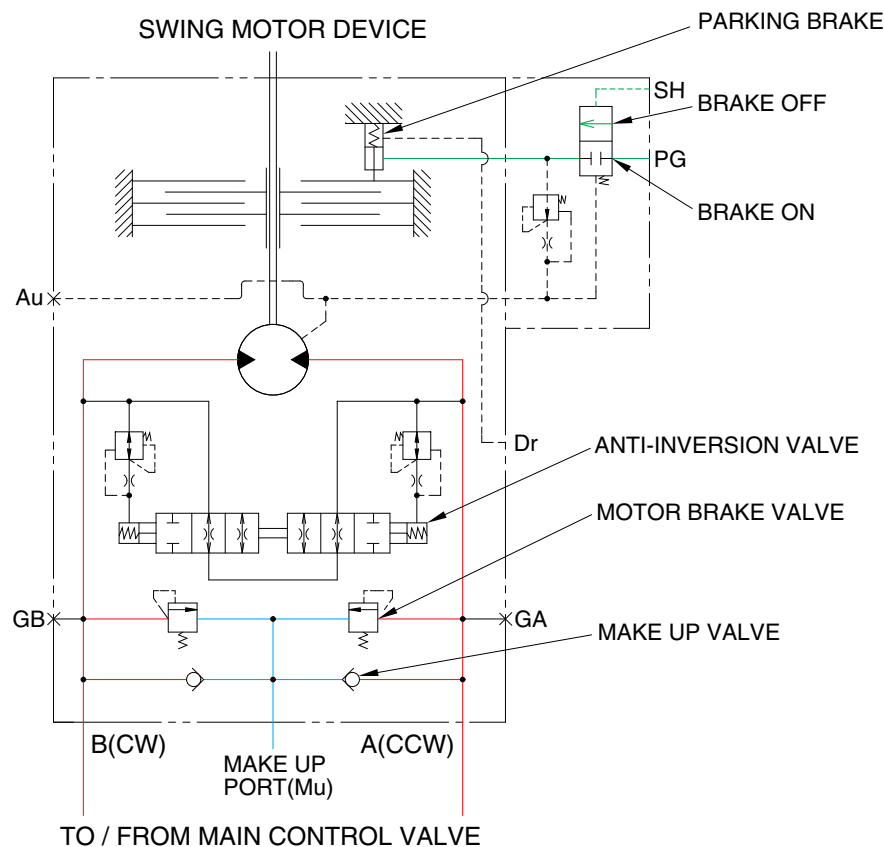 SWING MOTOR DEVICE
PARKING BRAKE
SH
BRAKE OFF
PG
BRAKE ON
Au
Dr
ANTI-INVERSION VALVE
MOTOR BRAKE VALVE
GB
GA
MAKE UP VALVE
B(CW)
A(CCW)
MAKE UP
PORT(Mu)
TO / FROM MAIN CONTROL VALVE